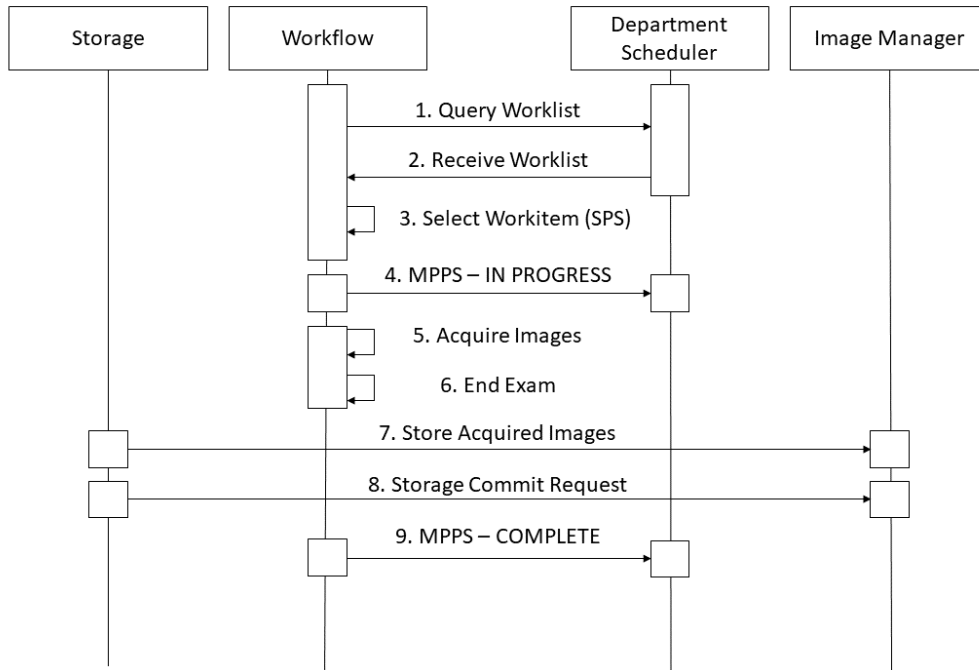 Storage
Workflow
Department
Scheduler
Image Manager
1. Query Worklist
2. Receive Worklist
3. Select Workitem (SPS)
4. MPPS – IN PROGRESS
5. Acquire Images
6. End Exam
7. Store Acquired Images
8. Storage Commit Request
9. MPPS – COMPLETE